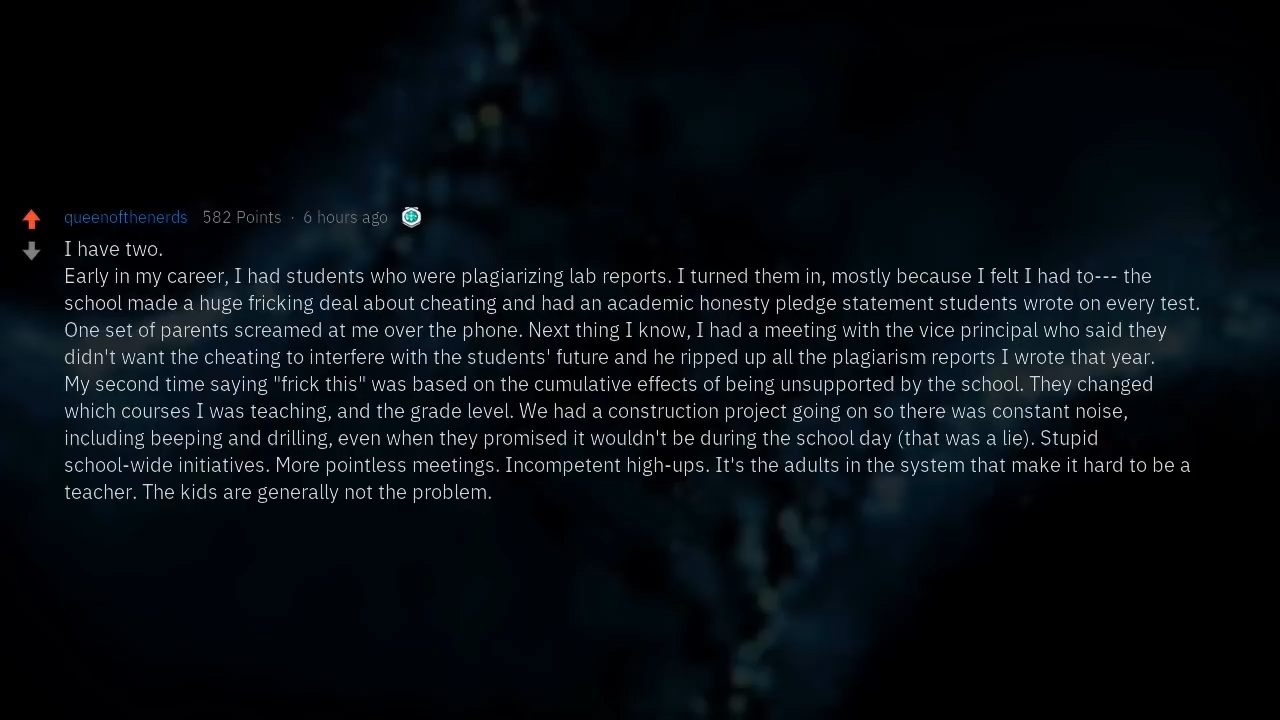 queenofthenerds 582 Points · 6 hours ago
I have two.
Early in my career, I had students who were plagiarizing lab reports. I turned them in, mostly because I felt I had to--- the
school made a huge fricking deal about cheating and had an academic honesty pledge statement students wrote on every test.
One set of parents screamed at me over the phone. Next thing I know, I had a meeting with the vice principal who said they
didn't want the cheating to interfere with the students' future and he ripped up all the plagiarism reports I wrote that year.
My second time saying "frick this" was based on the cumulative effects of being unsupported by the school. They changed
which courses I was teaching, and the grade level. We had a construction project going on so there was constant noise,
including beeping and drilling, even when they promised it wouldn't be during the school day (that was a lie). Stupid
school-wide initiatives. More pointless meetings. Incompetent high-ups. It's the adults in the system that make it hard to be a
teacher. The kids are generally not the problem.